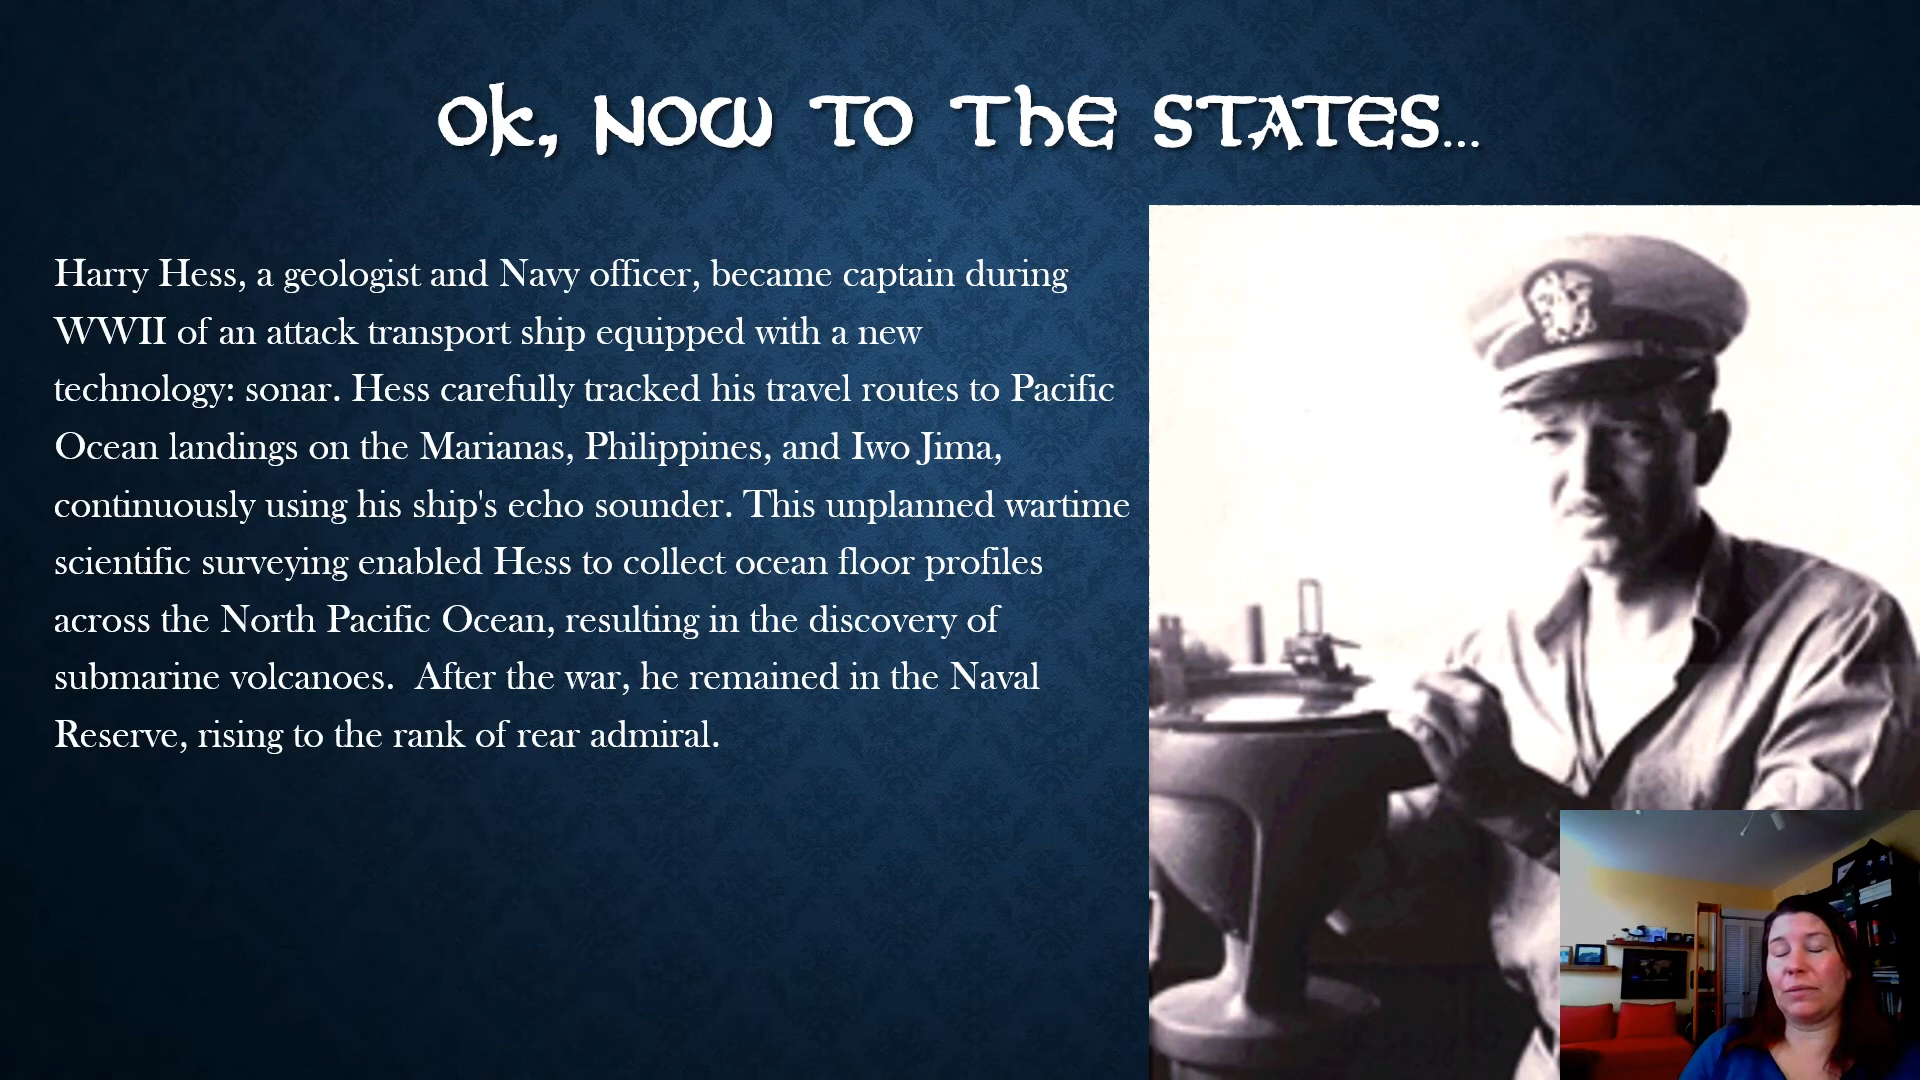 Ok, now to the states...
Harry Hess, a geologist and Navy officer, became captain during
WWII of an attack transport ship equipped with a new
technology: sonar. Hess carefully tracked his travel routes to Pacific
Ocean landings on the Marianas, Philippines, and Iwo Jima,
continuously using his ship's echo sounder. This unplanned wartime
scientific surveying enabled Hess to collect ocean floor profiles
across the North Pacific Ocean, resulting in the discovery of
submarine volcanoes.  After the war, he remained in the Naval
Reserve, rising to the rank of rear admiral.